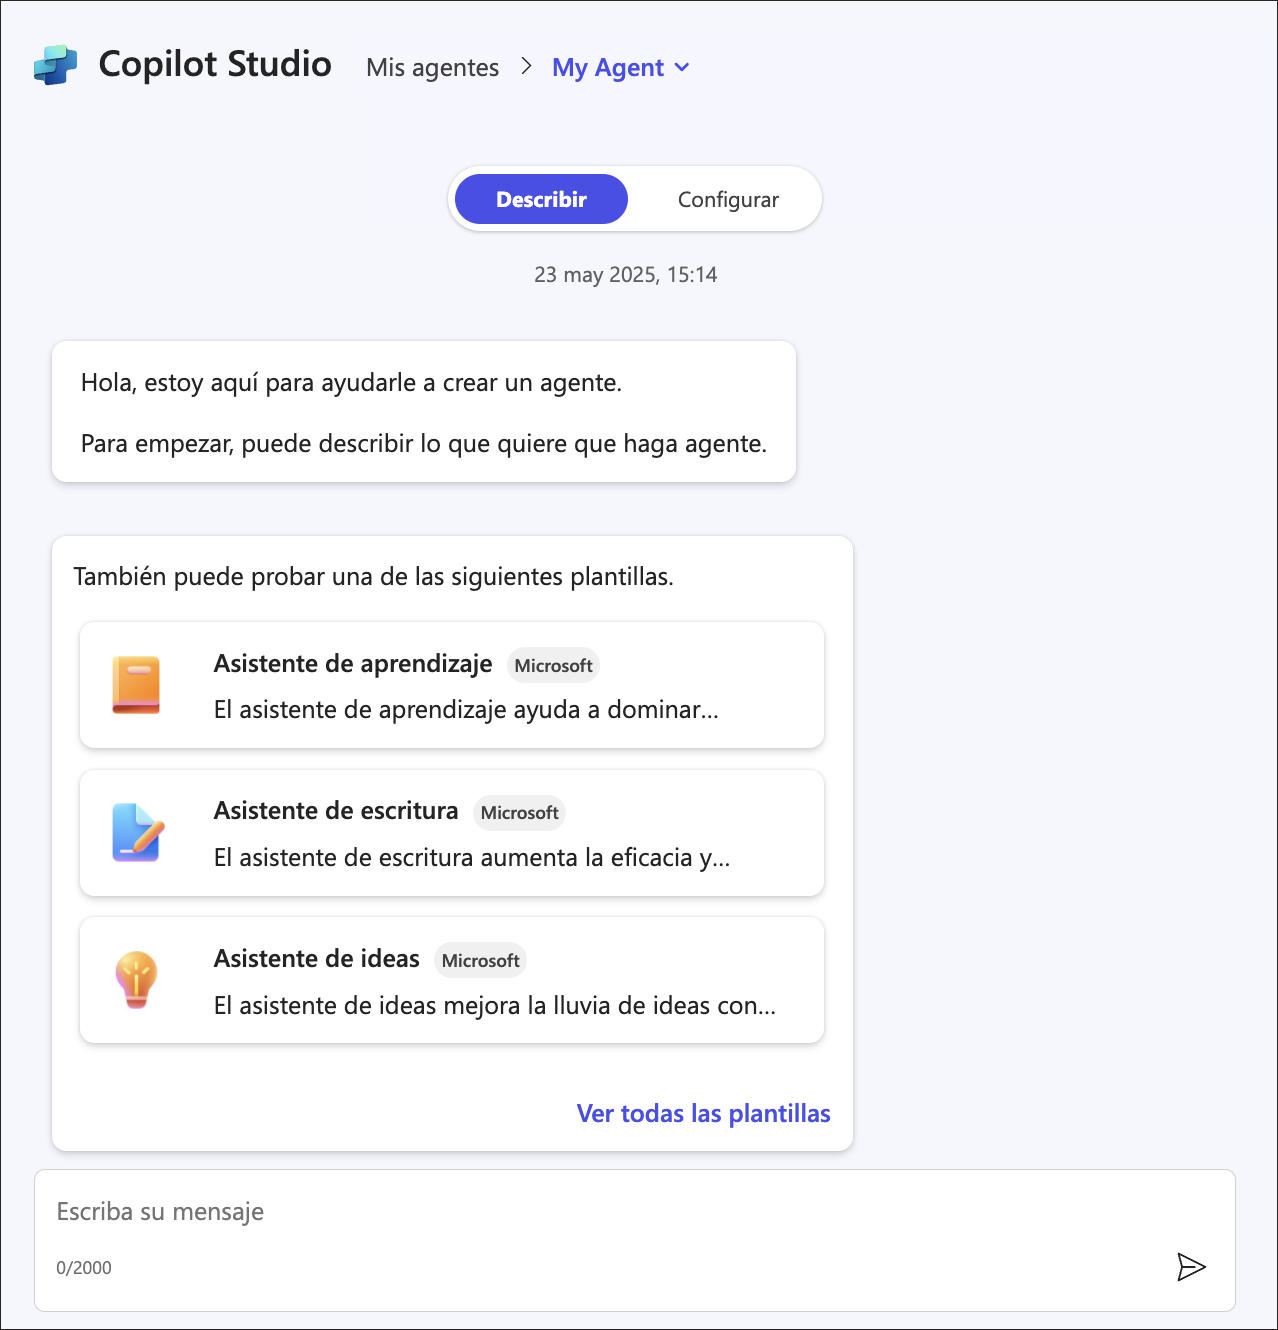 Copilot Studio Mis agentes > My Agent
Describir Configurar
23 may 2025, 15:14
Hola, estoy aquí para ayudarle a crear un agente.
Para empezar, puede describir lo que quiere que haga agente.
También puede probar una de las siguientes plantillas.
Asistente de aprendizaje Microsoft
El asistente de aprendizaje ayuda a dominar...
Asistente de escritura Microsoft
El asistente de escritura aumenta la eficacia y...
Asistente de ideas Microsoft
El asistente de ideas mejora la lluvia de ideas con...
Ver todas las plantillas
Escriba su mensaje
0/2000